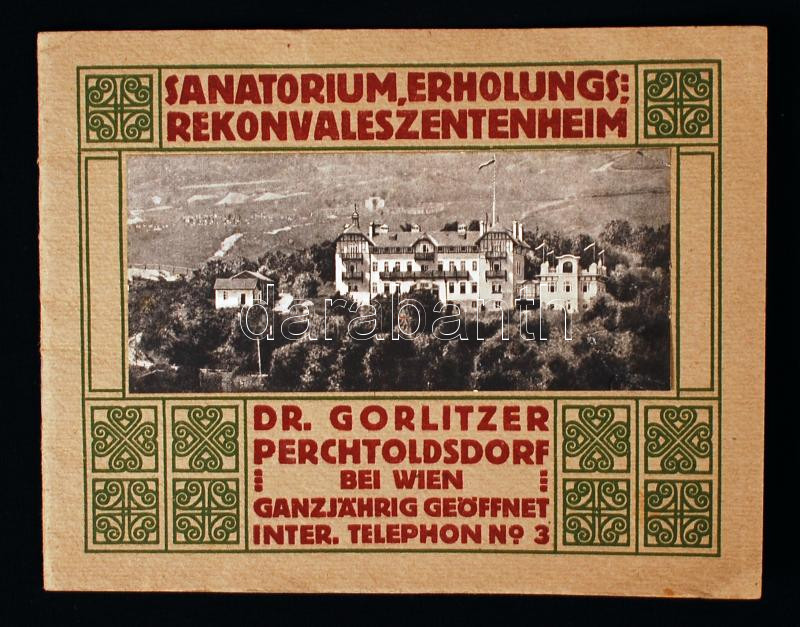 SANATORIUM, ERHOLUNGS:
REKONVALESZENTENHEIM
darabanth
DR. GORLITZER
PERCHTOLDSDORF
BEI WIEN
GANZJÄHRIG GEÖFFNET
INTER. TELEPHON No 3